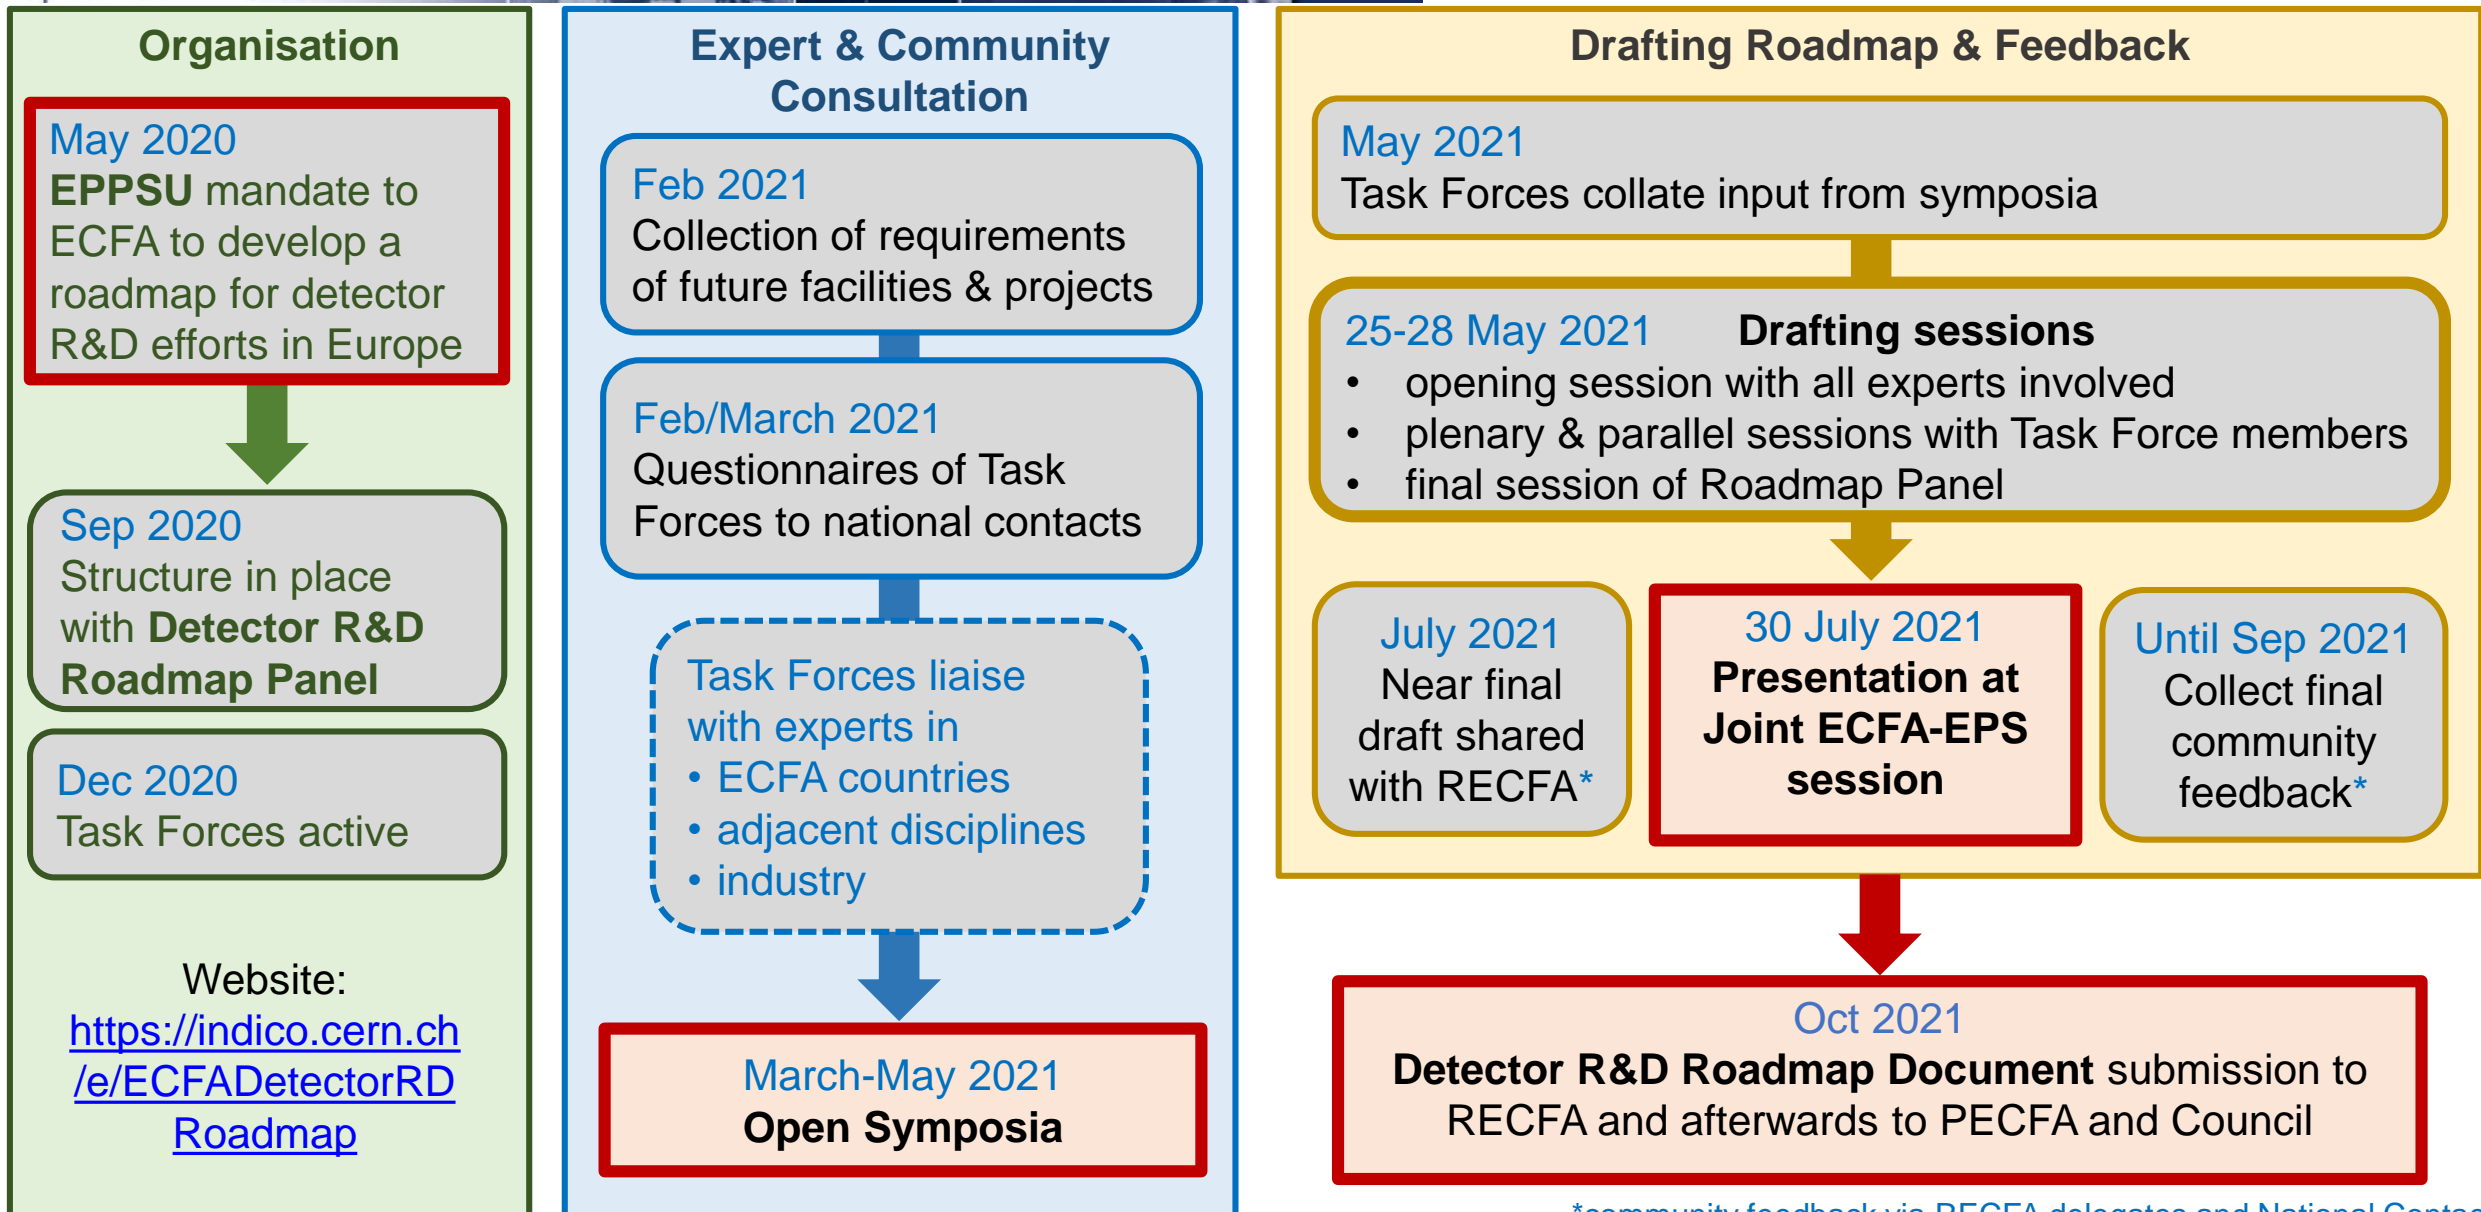 Organisation
May 2020
EPPSU mandate to
ECFA to develop a
roadmap for detector
R&D efforts in Europe
Sep 2020
Structure in place
with Detector R&D
Roadmap Panel
Dec 2020
Task Forces active
Website:
https://indico.cern.ch
/e/ECFADetectorRD
Roadmap
Expert & Community
Consultation
Feb 2021
Collection of requirements
of future facilities & projects
Feb/March 2021
Questionnaires of Task
Forces to national contacts
Task Forces liaise
with experts in
• ECFA countries
• adjacent disciplines
• industry
March-May 2021
Open Symposia
Drafting Roadmap & Feedback
May 2021
Task Forces collate input from symposia
25-28 May 2021 Drafting sessions
• opening session with all experts involved
• plenary & parallel sessions with Task Force members
• final session of Roadmap Panel
July 2021
Near final
draft shared
with RECFA*
30 July 2021
Presentation at
Joint ECFA-EPS
session
Until Sep 2021
Collect final
community
feedback*
Oct 2021
Detector R&D Roadmap Document submission to
RECFA and afterwards to PECFA and Council
*community feedback via RECFA delegates and National